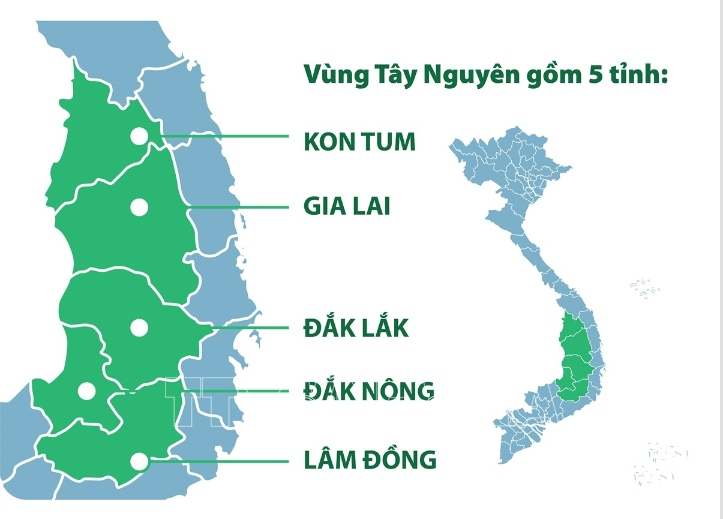 Vùng Tây Nguyên gồm 5 tỉnh:
KON TUM
GIA LAI
ĐẮK LẮK
ĐẮK NÔNG
LÂM ĐỒNG